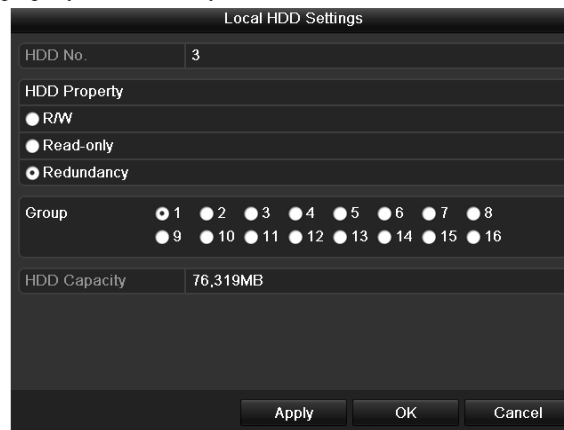 Local HDD Settings
HDD No. 3
HDD Property
R/W
Read-only
Redundancy
Group 1 2 3 4 5 6 7 8
9 10 11 12 13 14 15 16
HDD Capacity 76,319MB
Apply OK Cancel